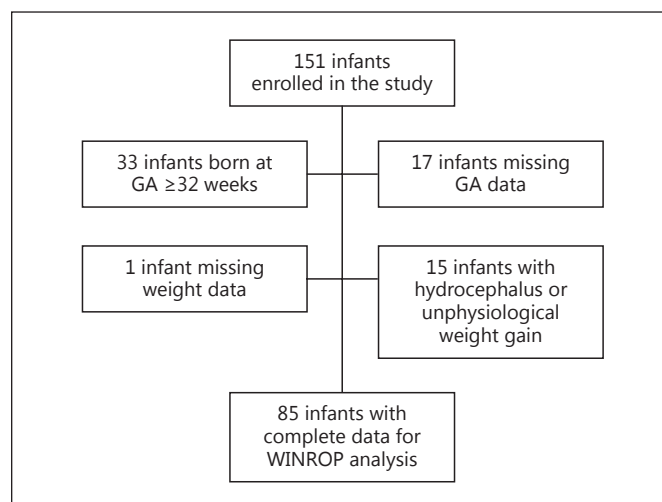 151 infants
enrolled in the study
33 infants born at
GA ≥32 weeks
17 infants missing
GA data
1 infant missing
weight data
15 infants with
hydrocephalus or
unphysiological
weight gain
85 infants with
complete data for
WINROP analysis